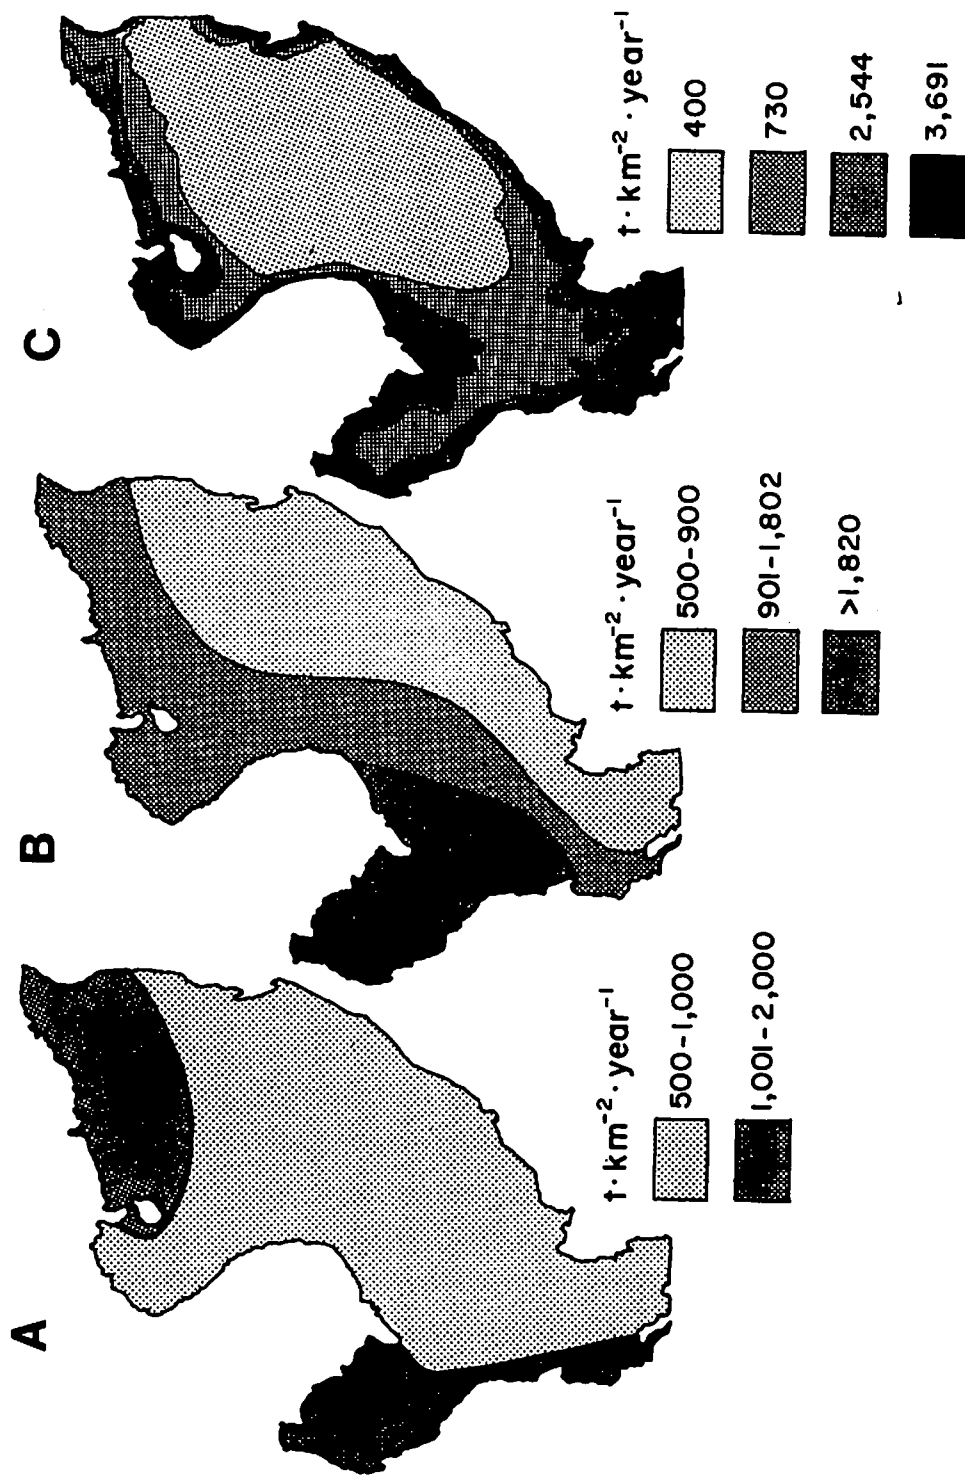 A
t·km⁻²·year⁻¹
500-1,000
1,001-2,000
B
t·km⁻²·year⁻¹
500-900
901-1,802
>1,820
C
t·km⁻²·year⁻¹
400
730
2,544
3,691